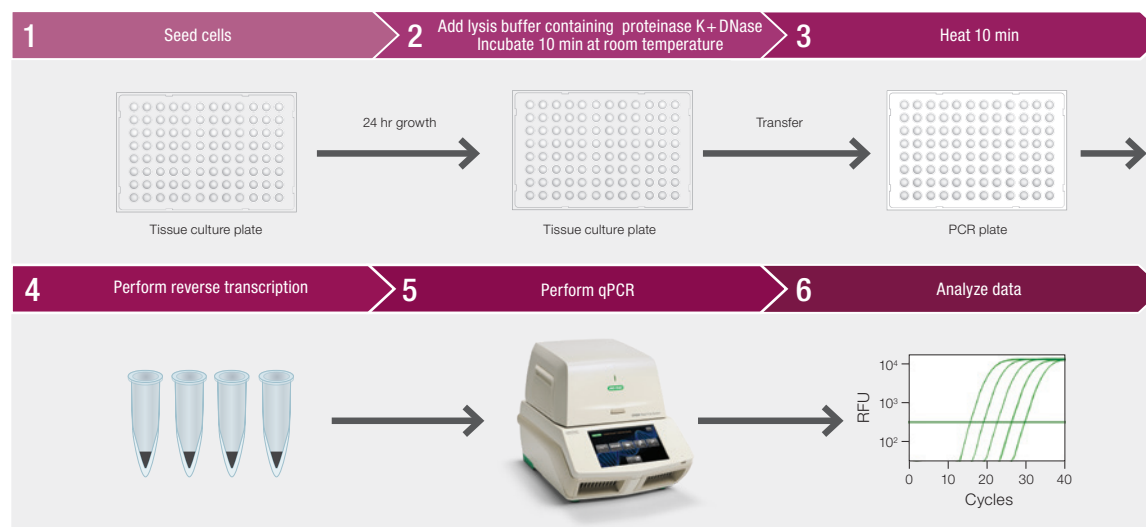 1
Seed cells
2
Add lysis buffer containing proteinase K+DNase
Incubate 10 min at room temperature
3
Heat 10 min
24 hr growth
Transfer
Tissue culture plate
Tissue culture plate
PCR plate
4
Perform reverse transcription
5
Perform qPCR
6
Analyze data
BIO-RAD
10⁴
10³
10²
RFU
0
10
20
30
40
Cycles